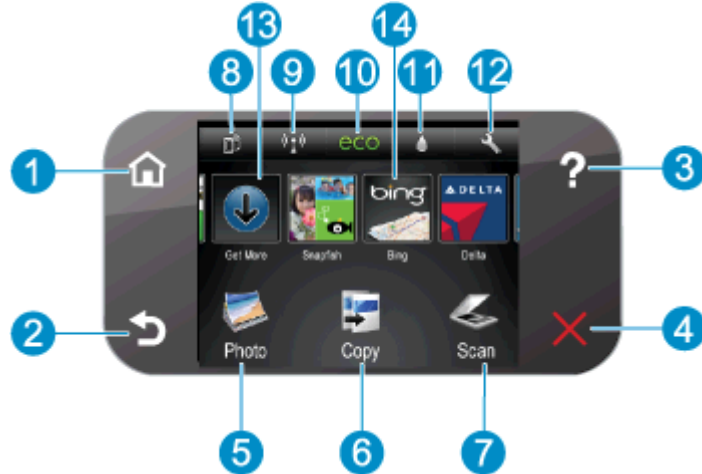 13
14
8
9
10
11
12
eco
1
?
3
bing
DELTA
Get More
Snapfish
Bing
Delta
2
4
Photo
Copy
Scan
5
6
7